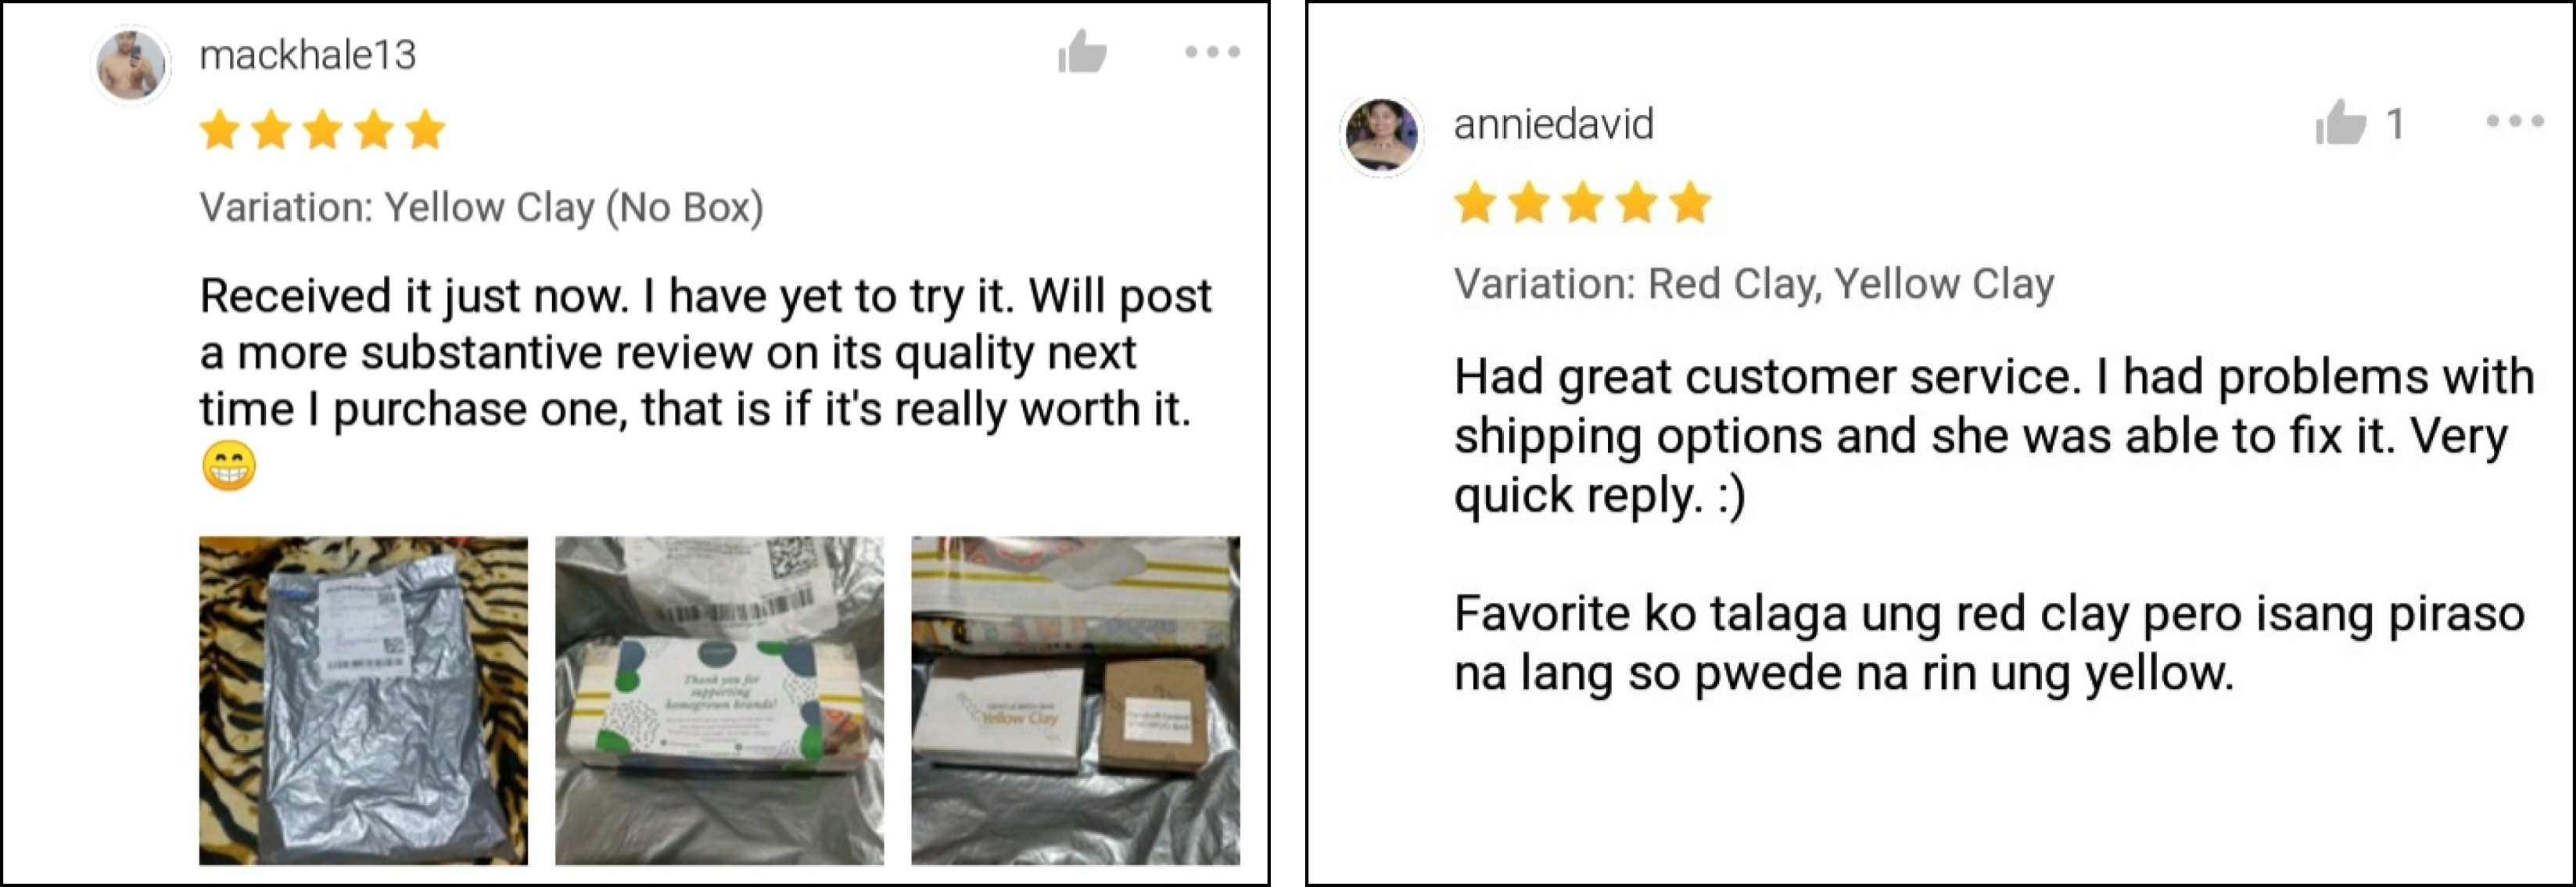 mackhale13
Variation: Yellow Clay (No Box)
Received it just now. I have yet to try it. Will post
a more substantive review on its quality next
time I purchase one, that is if it's really worth it.
😁
Thank you for
supporting
homegrown brands!
Yellow Clay
anniedavid
1
Variation: Red Clay, Yellow Clay
Had great customer service. I had problems with
shipping options and she was able to fix it. Very
quick reply. :)
Favorite ko talaga ung red clay pero isang piraso
na lang so pwede na rin ung yellow.